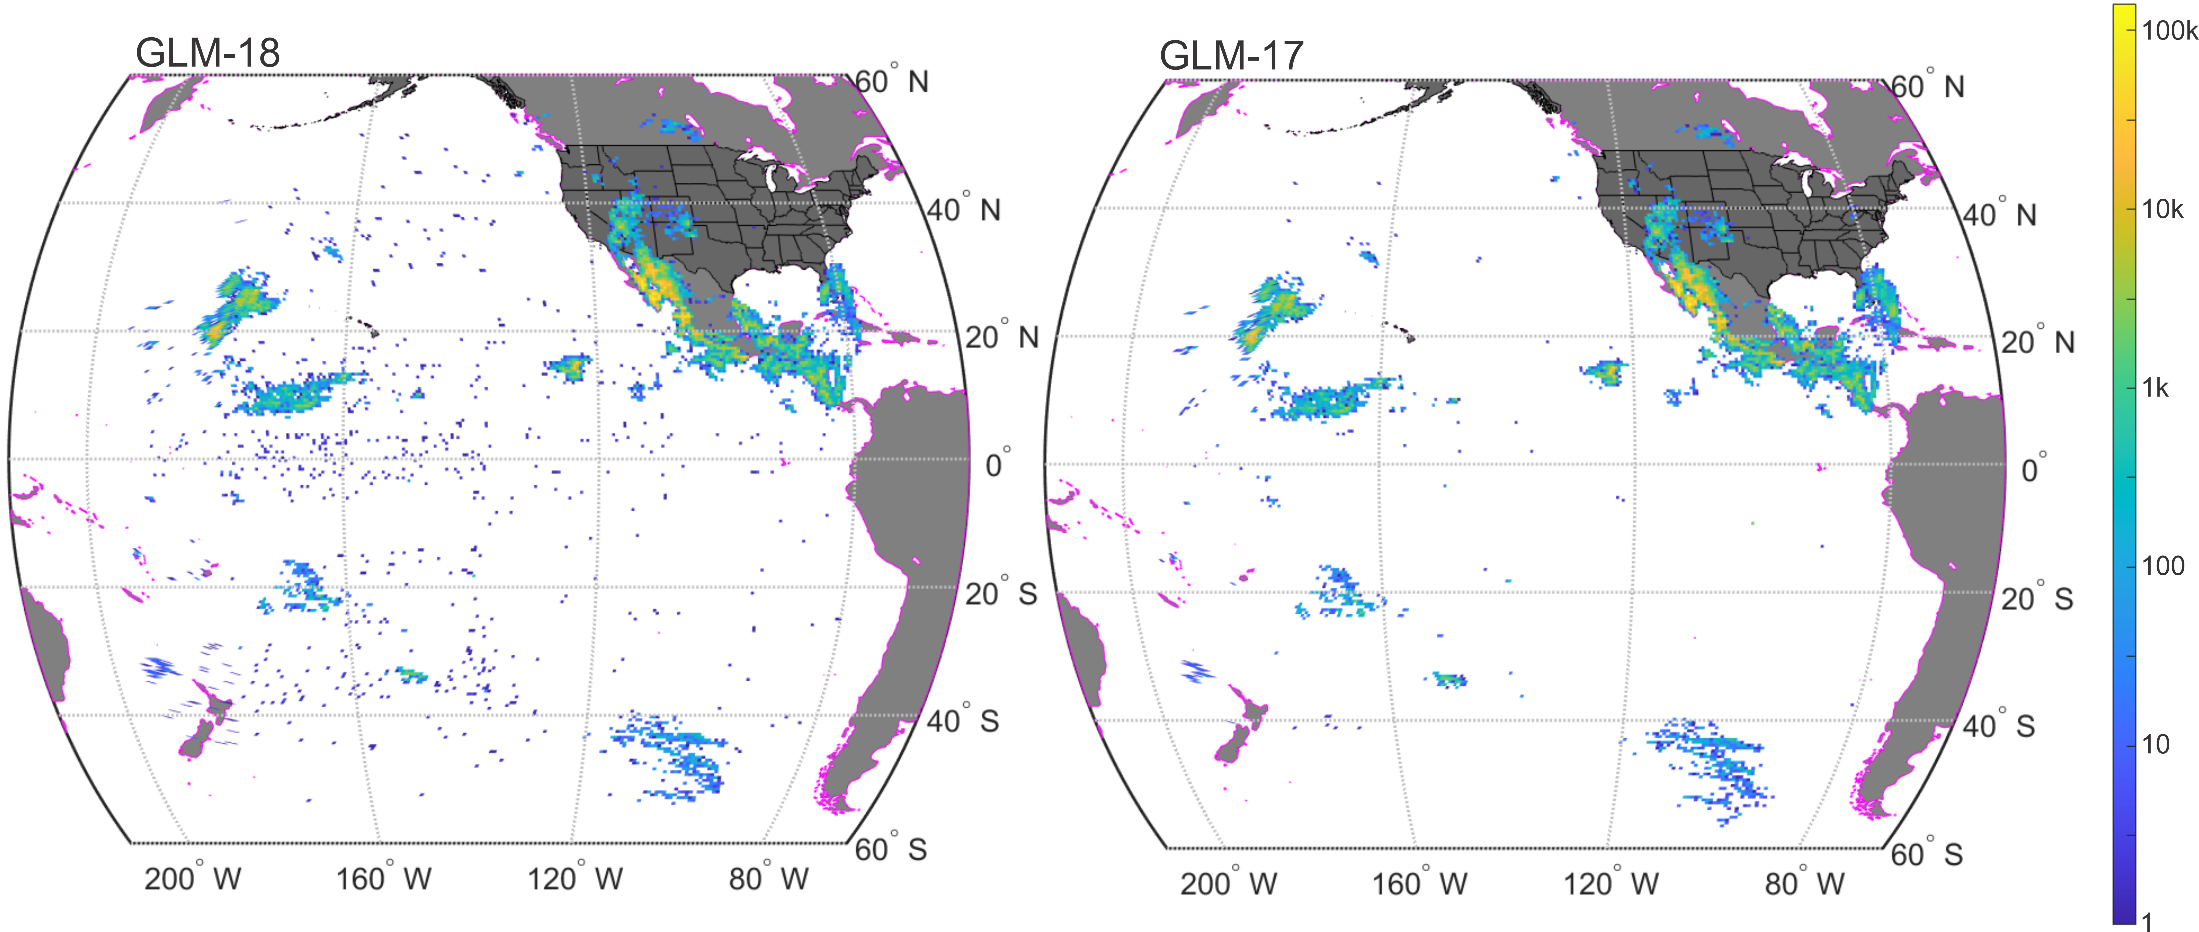 GLM-18
GLM-17
100k
60° N
60° N
40° N
40° N
10k
20° N
20° N
1k
0°
0°
100
20° S
20° S
40° S
40° S
10
60° S
60° S
200° W
160° W
120° W
80° W
200° W
160° W
120° W
80° W
1